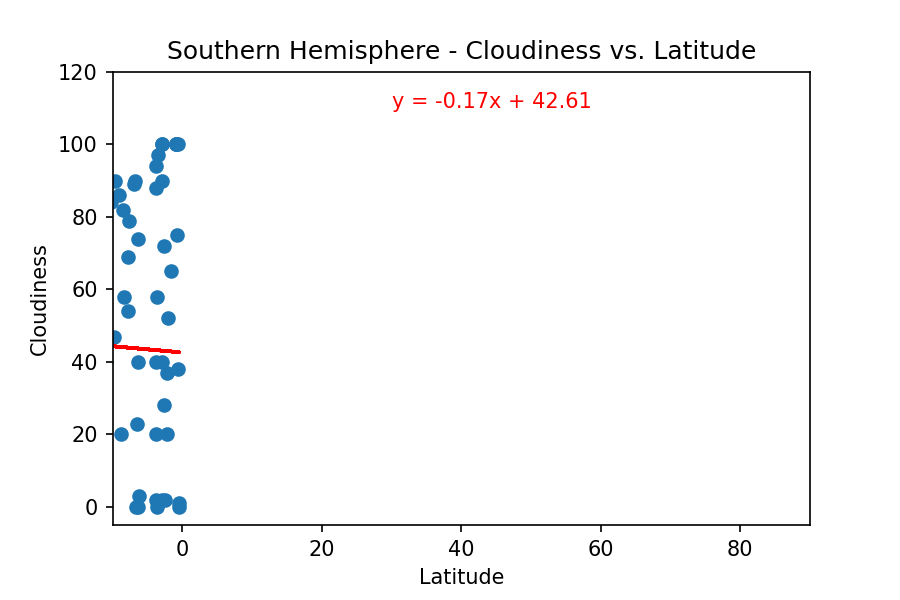 Southern Hemisphere - Cloudiness vs. Latitude
y = -0.17x + 42.61
120
100
80
60
40
20
0
Cloudiness
0 20 40 60 80
Latitude